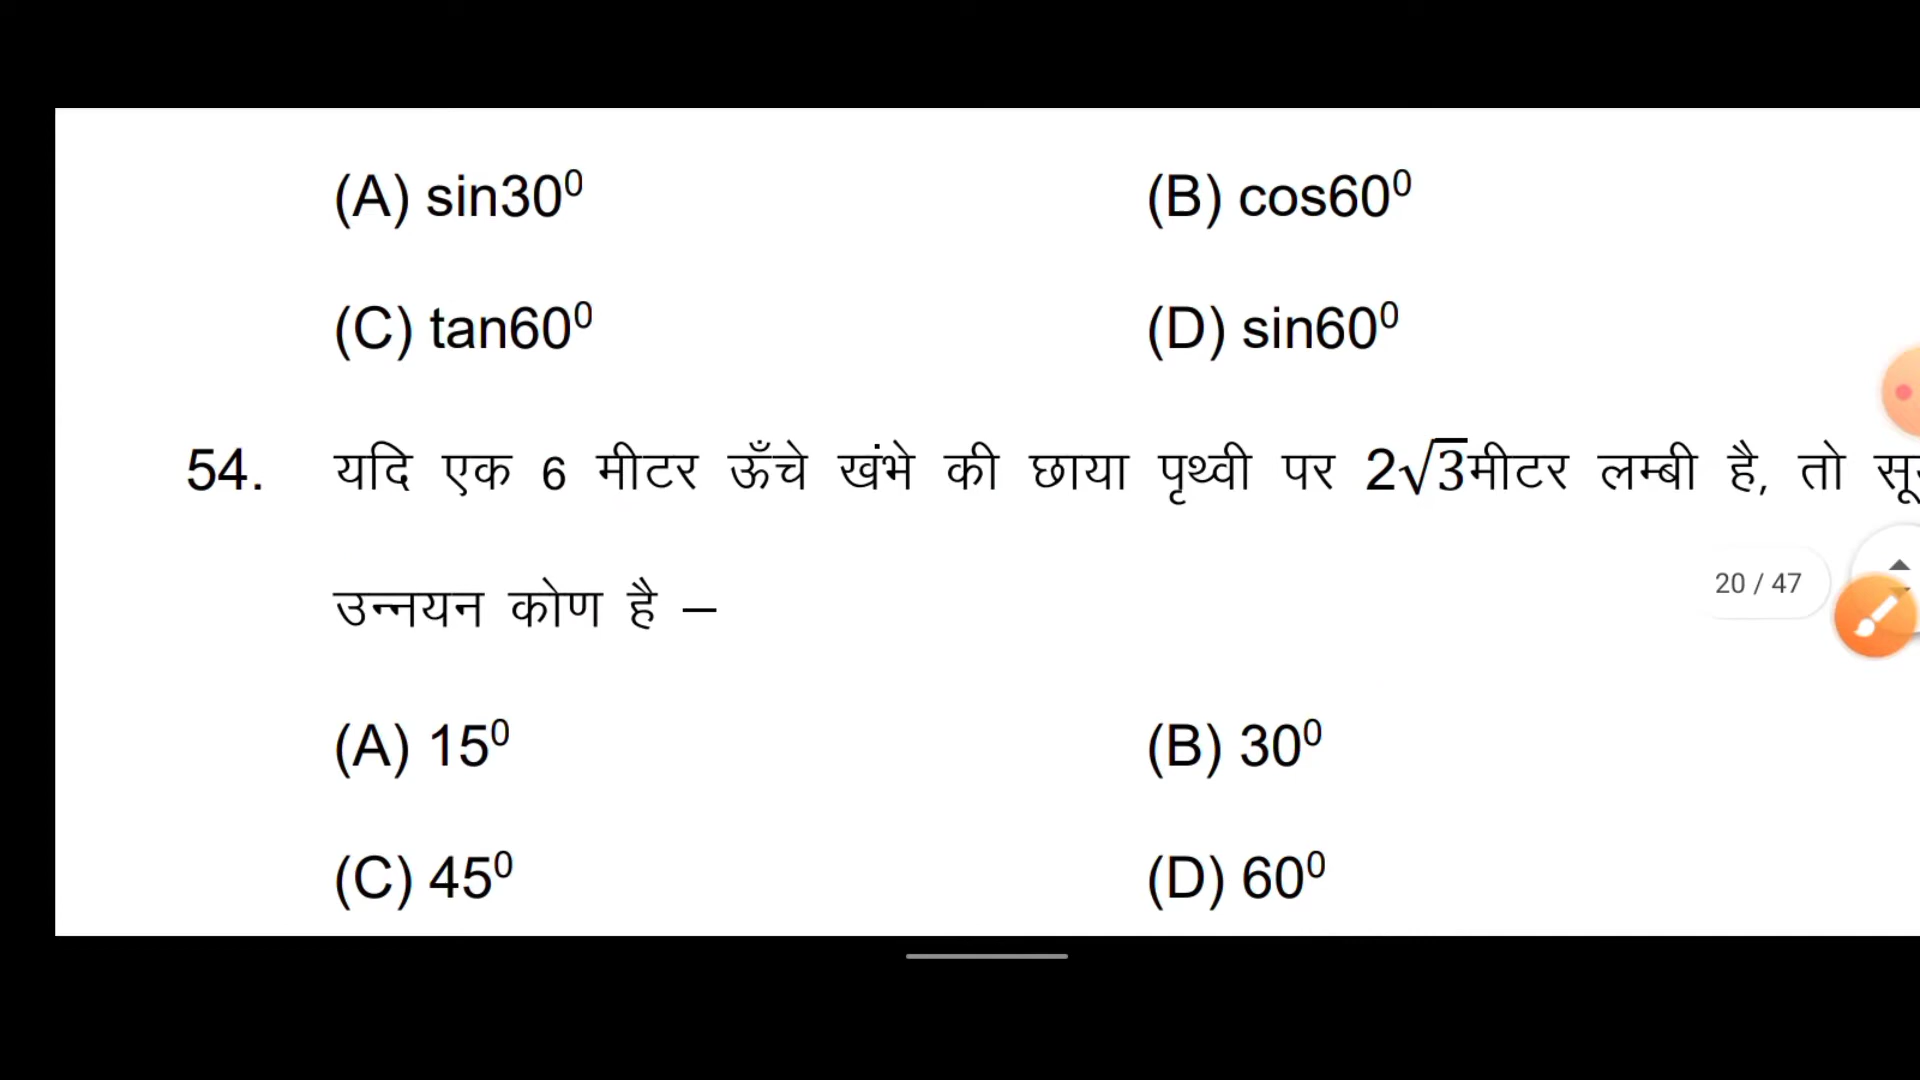 (A) sin30⁰ (B) cos60⁰
(C) tan60⁰ (D) sin60⁰
54. यदि एक 6 मीटर ऊँचे खंभे की छाया पृथ्वी पर 2√3मीटर लम्बी है, तो
20 / 47
उन्नयन कोण है –
(A) 15⁰ (B) 30⁰
(C) 45⁰ (D) 60⁰